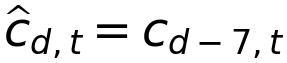 ĉ_{d, t} = c_{d − 7, t}